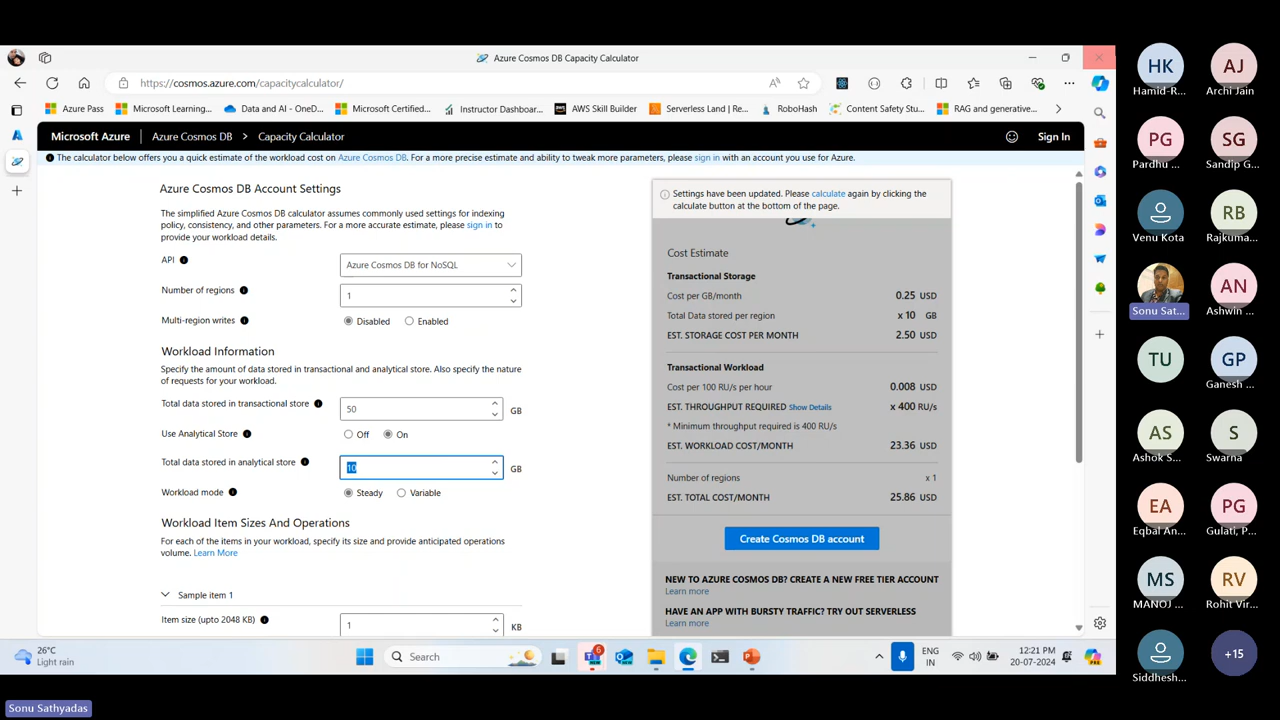 Azure Cosmos DB Capacity Calculator
https://cosmos.azure.com/capacitycalculator/
Azure Pass
Microsoft Learning...
Data and AI - OneD...
Microsoft Certified...
Instructor Dashboar...
aws
AWS Skill Builder
Serverless Land | Re...
RoboHash
Content Safety Stu...
RAG and generative...
Microsoft Azure
Azure Cosmos DB > Capacity Calculator
Sign In
The calculator below offers you a quick estimate of the workload cost on Azure Cosmos DB. For a more precise estimate and ability to tweak more parameters, please sign in with an account you use for Azure.
Azure Cosmos DB Account Settings
The simplified Azure Cosmos DB calculator assumes commonly used settings for indexing
policy, consistency, and other parameters. For a more accurate estimate, please sign in to
provide your workload details.
API
Azure Cosmos DB for NoSQL
Number of regions
1
Multi-region writes
Disabled
Enabled
Workload Information
Specify the amount of data stored in transactional and analytical store. Also specify the nature
of requests for your workload.
Total data stored in transactional store
50
GB
Use Analytical Store
Off
On
Total data stored in analytical store
10
GB
Workload mode
Steady
Variable
Workload Item Sizes And Operations
For each of the items in your workload, specify its size and provide anticipated operations
volume. Learn More
Sample item 1
Item size (upto 2048 KB)
1
KB
Settings have been updated. Please calculate again by clicking the
calculate button at the bottom of the page.
Cost Estimate
Transactional Storage
Cost per GB/month
0.25 USD
Total Data stored per region
x 10 GB
EST. STORAGE COST PER MONTH
2.50 USD
Transactional Workload
Cost per 100 RU/s per hour
0.008 USD
EST. THROUGHPUT REQUIRED Show Details
x 400 RU/s
* Minimum throughput required is 400 RU/s
EST. WORKLOAD COST/MONTH
23.36 USD
Number of regions
x 1
EST. TOTAL COST/MONTH
25.86 USD
Create Cosmos DB account
NEW TO AZURE COSMOS DB? CREATE A NEW FREE TIER ACCOUNT
Learn more
HAVE AN APP WITH BURSTY TRAFFIC? TRY OUT SERVERLESS
Learn more
26°C
Light rain
Search
6
ENG
IN
12:21 PM
20-07-2024
HK
Hamid-R...
AJ
Archi Jain
PG
Pardhu ...
SG
Sandip G...
Venu Kota
RB
Rajkuma...
Sonu Sat...
AN
Ashwin ...
TU
GP
Ganesh ...
AS
Ashok S...
S
Swarna
EA
Eqbal An...
PG
Gulati, P...
MS
MANOJ ...
RV
Rohit Vir...
Siddhesh...
+15
Sonu Sathyadas